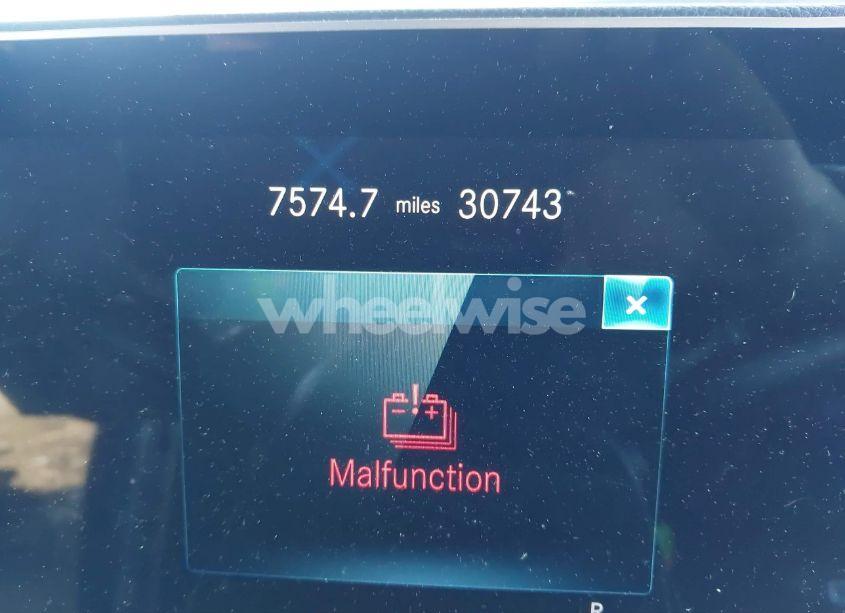 7574.7 miles 30743
wheelwise
×
Malfunction